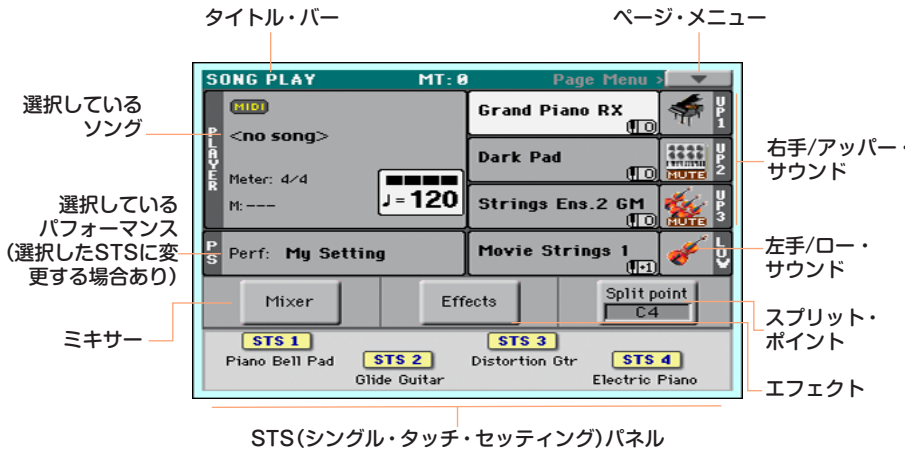 タイトル・バー
ページ・メニュー
SONG PLAY MT: 0 Page Menu >
選択している
ソング
PLAYER
MIDI
<no song>
Meter: 4/4
M: ---
♩=120
Grand Piano RX
0
UP1
Dark Pad
0
MUTE
UP2
Strings Ens.2 GM
0
MUTE
UP3
右手/アッパー・
サウンド
選択している
パフォーマンス
(選択したSTSに変
更する場合あり)
PS
Perf: My Setting
Movie Strings 1
+1
LOW
左手/ロー・
サウンド
Mixer
Effects
Split point
C4
ミキサー
スプリット・
ポイント
エフェクト
STS 1
Piano Bell Pad
STS 2
Glide Guitar
STS 3
Distortion Gtr
STS 4
Electric Piano
STS(シングル・タッチ・セッティング)パネル